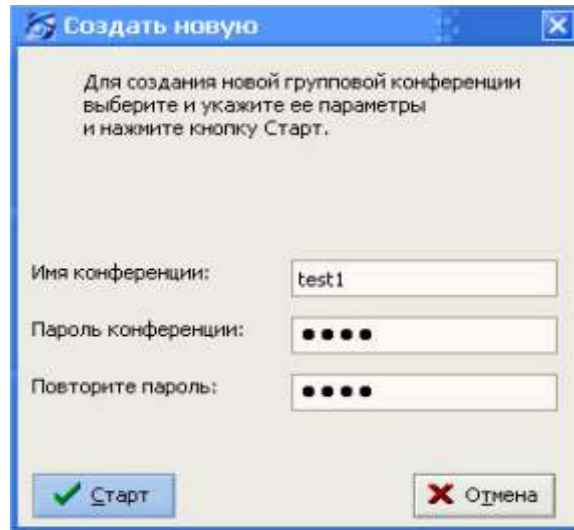 Создать новую
Для создания новой групповой конференции
выберите и укажите ее параметры
и нажмите кнопку Старт.
Имя конференции:
test1
Пароль конференции:
●●●●
Повторите пароль:
●●●●
Старт
Отмена